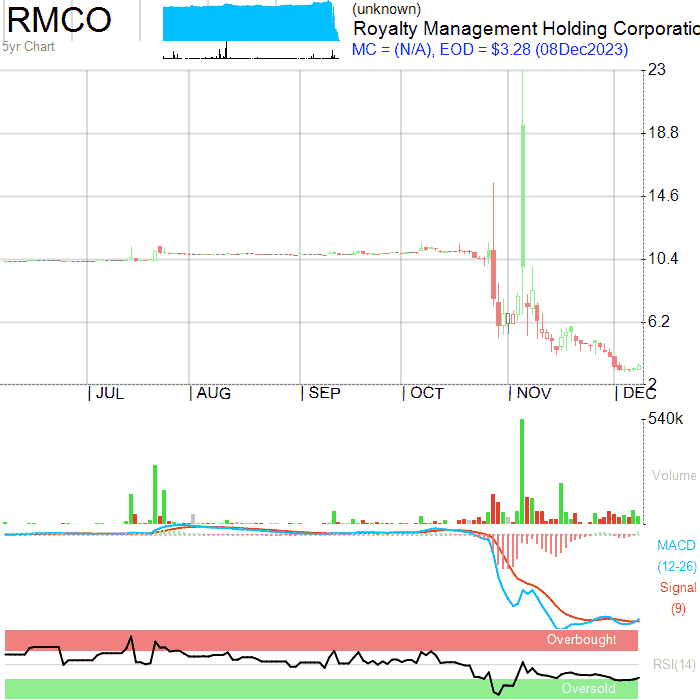 RMCO
5yr Chart
(unknown)
Royalty Management Holding Corporatio
MC = (N/A), EOD = $3.28 (08Dec2023)
23
18.8
14.6
10.4
6.2
2
JUL AUG SEP OCT NOV DEC
540k
Volume
MACD
(12-26)
Signal
(9)
Overbought
RSI(14)
Oversold